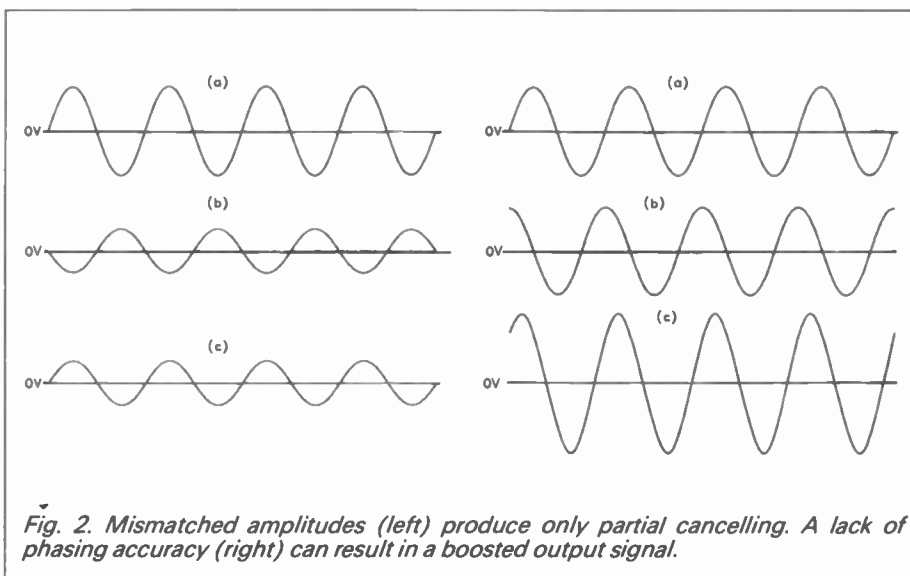 (a)
0V
(b)
0V
(c)
0V
(a)
0V
(b)
0V
(c)
0V
Fig. 2. Mismatched amplitudes (left) produce only partial cancelling. A lack of
phasing accuracy (right) can result in a boosted output signal.